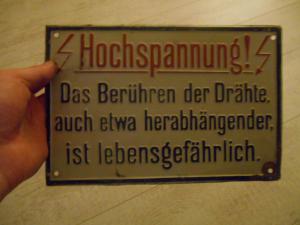 Hochspannung!
Das Berühren der Drähte,
auch etwa herabhängender,
ist lebensgefährlich.